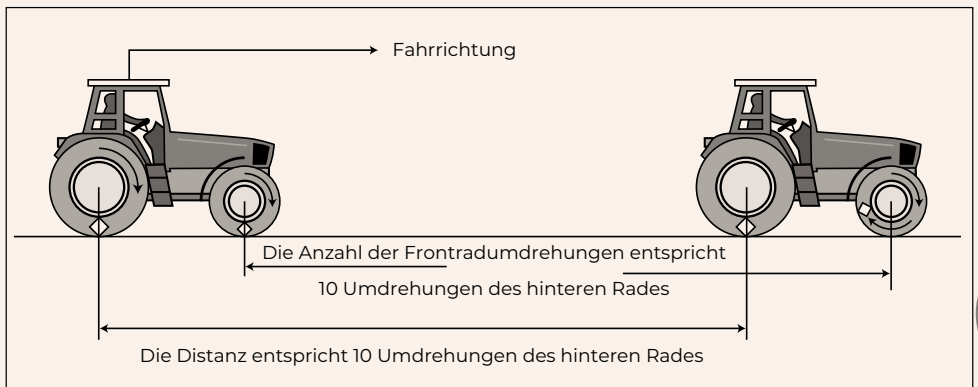 Fahrrichtung
Die Anzahl der Frontradumdrehungen entspricht
10 Umdrehungen des hinteren Rades
Die Distanz entspricht 10 Umdrehungen des hinteren Rades